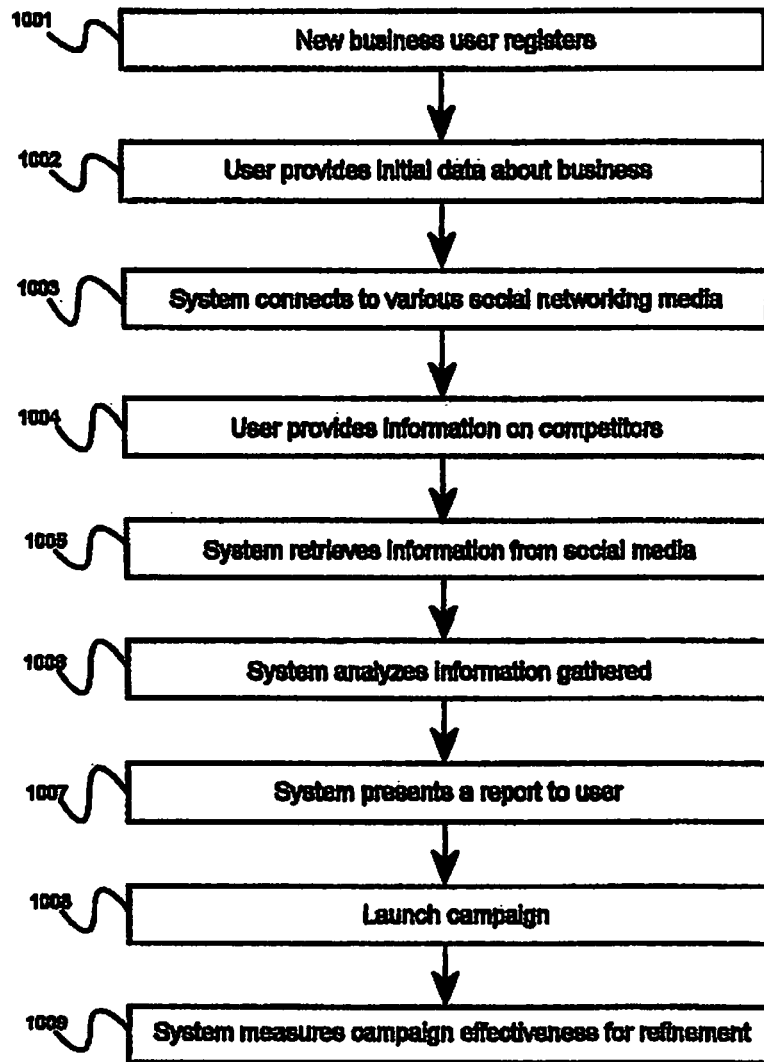 1001
New business user registers
1002
User provides initial data about business
1003
System connects to various social networking media
1004
User provides information on competitors
1005
System retrieves information from social media
1006
System analyzes information gathered
1007
System presents a report to user
1008
Launch campaign
1009
System measures campaign effectiveness for refinement